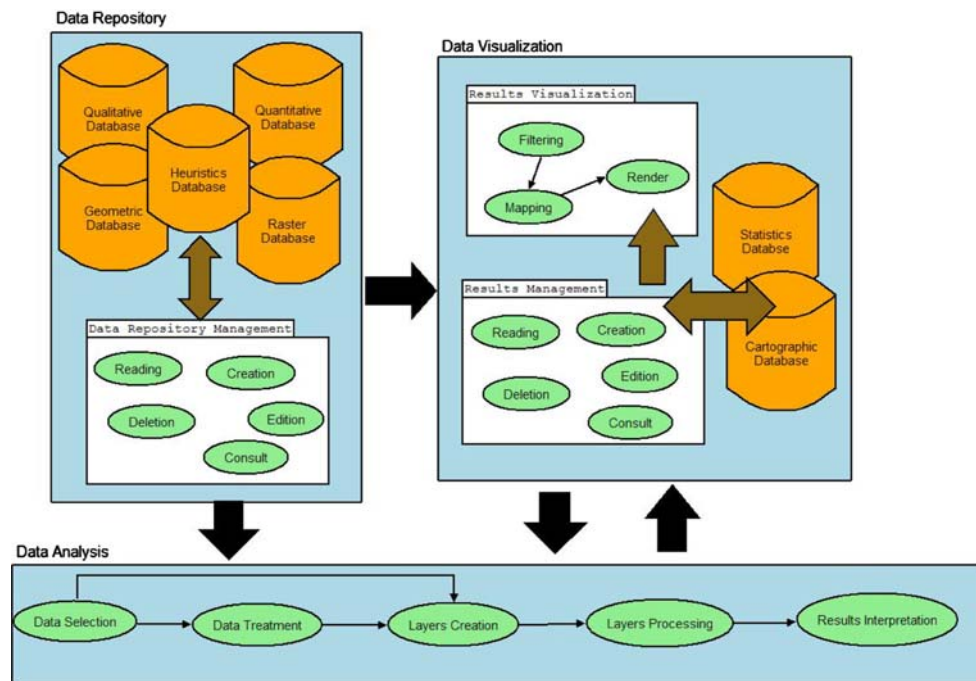 Data Repository
Qualitative
Database
Quantitative
Database
Heuristics
Database
Geometric
Database
Raster
Database
Data Repository Management
Reading
Creation
Deletion
Edition
Consult
Data Visualization
Results Visualization
Filtering
Render
Mapping
Statistics
Databse
Results Management
Reading
Creation
Edition
Deletion
Consult
Cartographic
Database
Data Analysis
Data Selection
Data Treatment
Layers Creation
Layers Processing
Results Interpretation